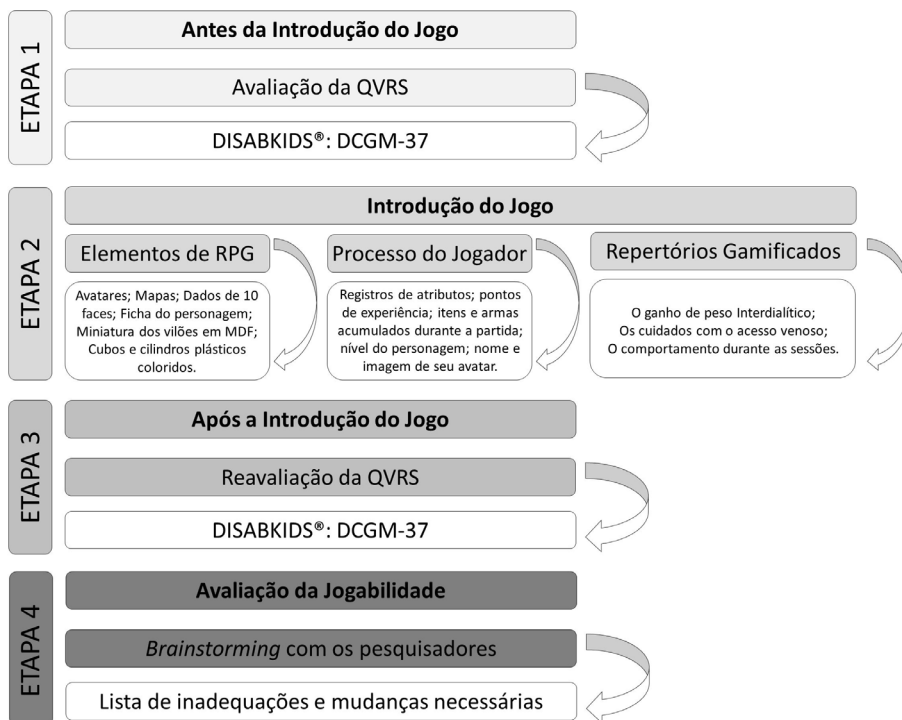 ETAPA 1
Antes da Introdução do Jogo
Avaliação da QVRS
DISABKIDS®: DCGM-37
ETAPA 2
Introdução do Jogo
Elementos de RPG
Avatares; Mapas; Dados de 10
faces; Ficha do personagem;
Miniatura dos vilões em MDF;
Cubos e cilindros plásticos
coloridos.
Processo do Jogador
Registros de atributos; pontos
de experiência; itens e armas
acumulados durante a partida;
nível do personagem; nome e
imagem de seu avatar.
Repertórios Gamificados
O ganho de peso Interdialítico;
Os cuidados com o acesso venoso;
O comportamento durante as sessões.
ETAPA 3
Após a Introdução do Jogo
Reavaliação da QVRS
DISABKIDS®: DCGM-37
ETAPA 4
Avaliação da Jogabilidade
Brainstorming com os pesquisadores
Lista de inadequações e mudanças necessárias